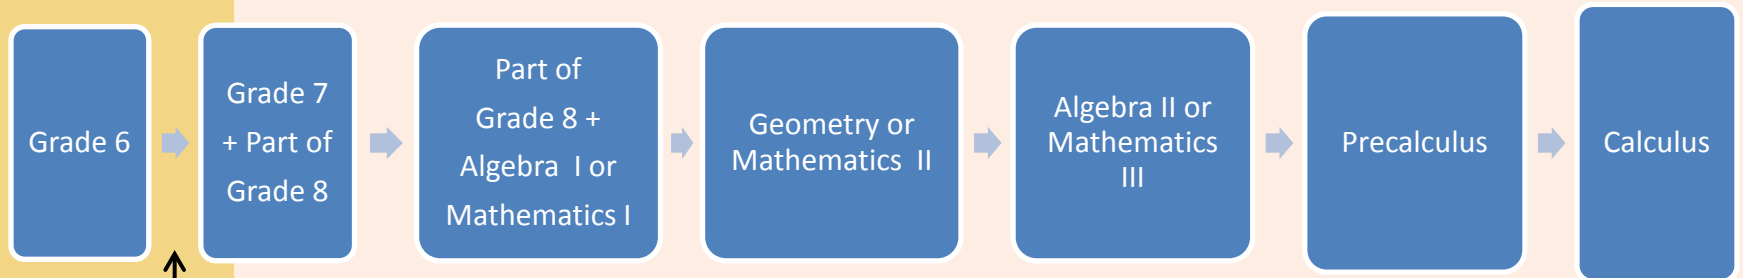 Grade 6
Grade 7
+ Part of
Grade 8
Part of
Grade 8 +
Algebra I or
Mathematics I
Geometry or
Mathematics II
Algebra II or
Mathematics
III
Precalculus
Calculus